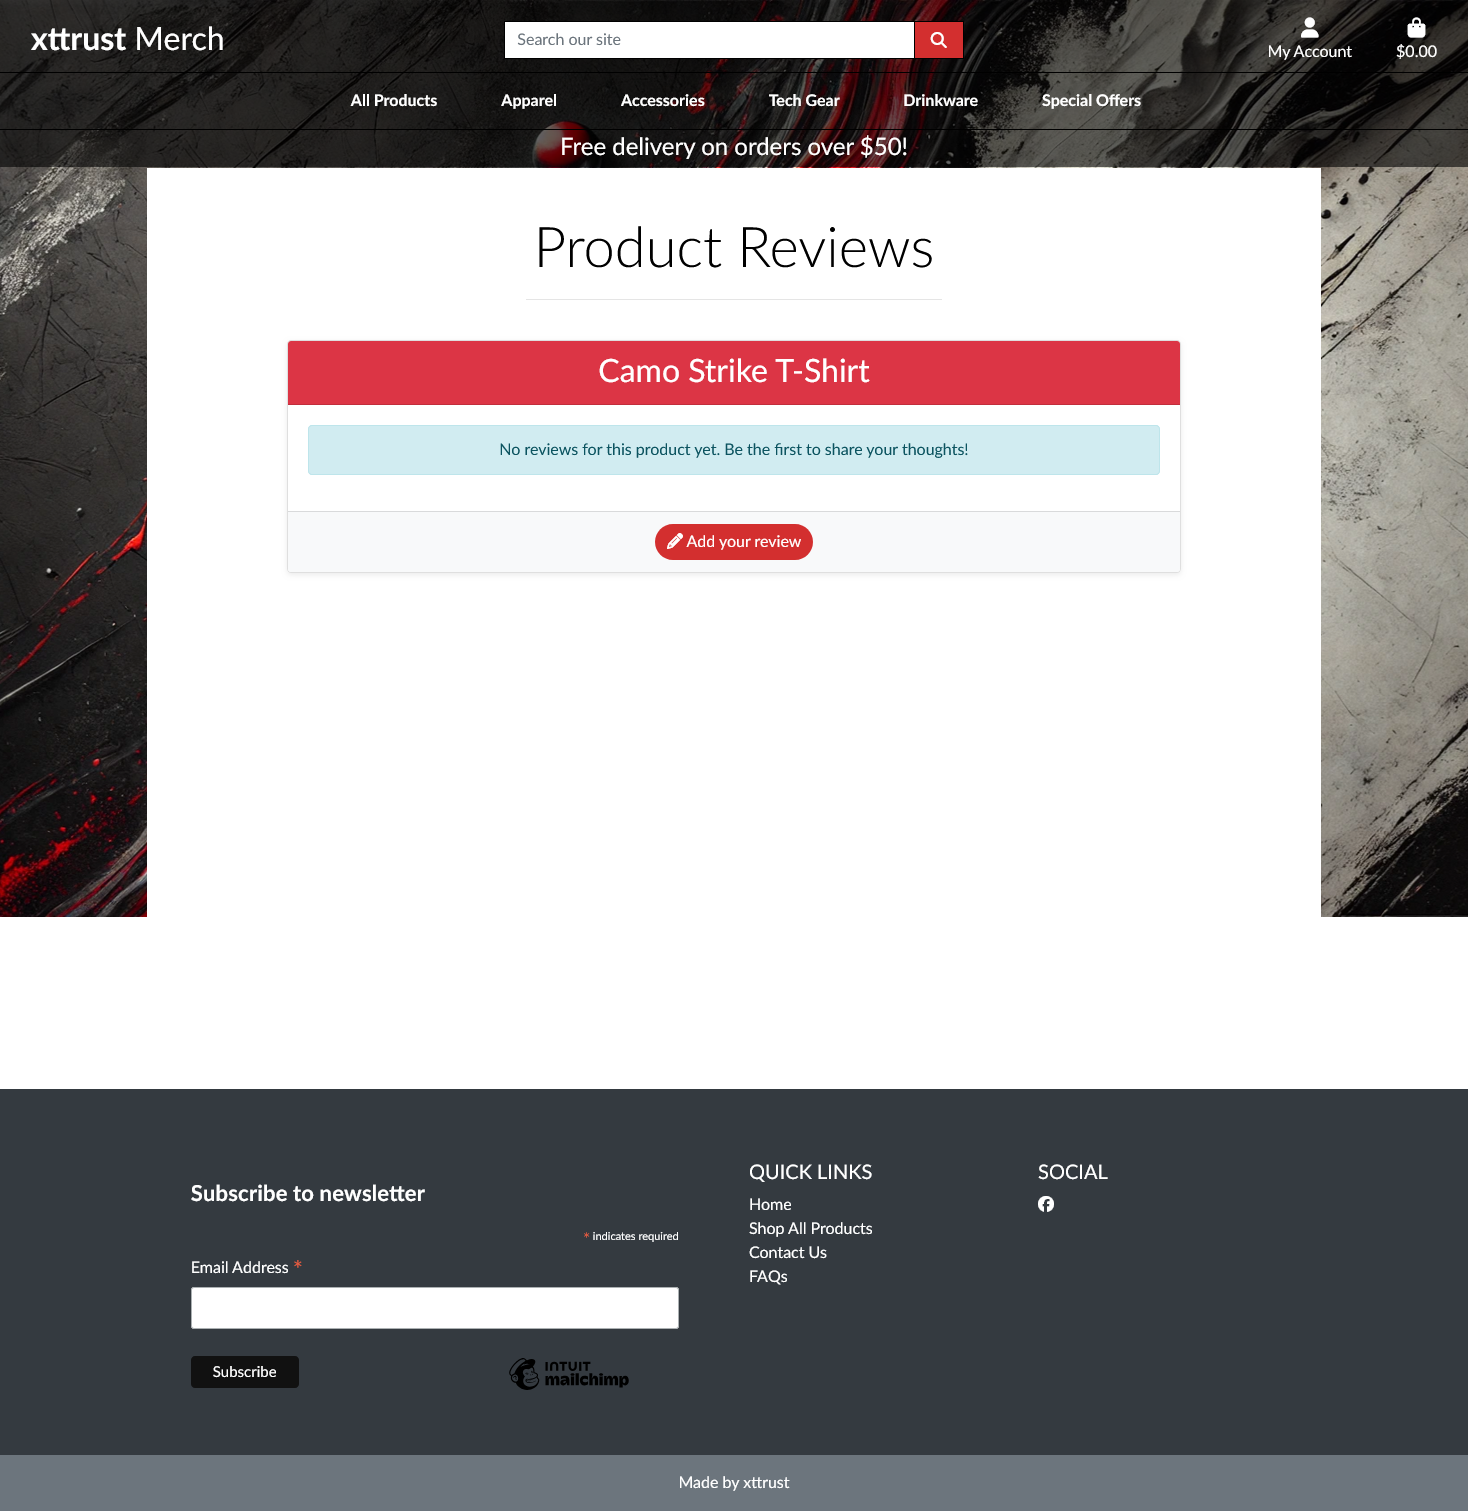 xttrust Merch
Search our site
My Account
$0.00
All Products
Apparel
Accessories
Tech Gear
Drinkware
Special Offers
Free delivery on orders over $50!
Product Reviews
Camo Strike T-Shirt
No reviews for this product yet. Be the first to share your thoughts!
Add your review
Subscribe to newsletter
* indicates required
Email Address *
Subscribe
INTUIT
mailchimp
QUICK LINKS
Home
Shop All Products
Contact Us
FAQs
SOCIAL
Made by xttrust